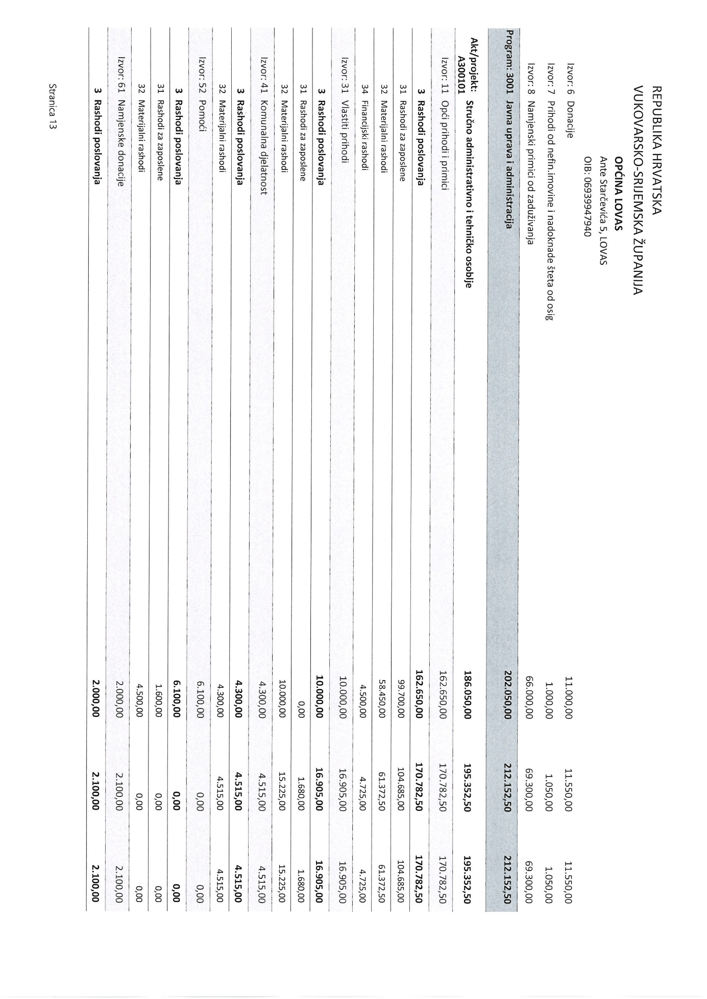 REPUBLIKA HRVATSKA
VUKOVARSKO-SRIJEMSKA ŽUPANIJA
OPĆINA LOVAS
Ante Starčevića 5, LOVAS
OIB: 06939947940
Izvor: 6 Donacije 11.000,00 11.550,00 11.550,00
Izvor: 7 Prihodi od nefin.imovine i nadoknade šteta od osig 1.000,00 1.050,00 1.050,00
Izvor: 8 Namjenski primici od zaduživanja 66.000,00 69.300,00 69.300,00
Program: 3001 Javna uprava i administracija 202.050,00 212.152,50 212.152,50
Akt/projekt: Stručno administrativno i tehničko osoblje 186.050,00 195.352,50 195.352,50
A300101
Izvor: 11 Opći prihodi i primici 162.650,00 170.782,50 170.782,50
3 Rashodi poslovanja 162.650,00 170.782,50 170.782,50
31 Rashodi za zaposlene 99.700,00 104.685,00 104.685,00
32 Materijalni rashodi 58.450,00 61.372,50 61.372,50
34 Financijski rashodi 4.500,00 4.725,00 4.725,00
Izvor: 31 Vlastiti prihodi 10.000,00 16.905,00 16.905,00
3 Rashodi poslovanja 10.000,00 16.905,00 16.905,00
31 Rashodi za zaposlene 0,00 1.680,00 1.680,00
32 Materijalni rashodi 10.000,00 15.225,00 15.225,00
Izvor: 41 Komunalna djelatnost 4.300,00 4.515,00 4.515,00
3 Rashodi poslovanja 4.300,00 4.515,00 4.515,00
32 Materijalni rashodi 4.300,00 4.515,00 4.515,00
Izvor: 52 Pomoći 6.100,00 0,00 0,00
3 Rashodi poslovanja 6.100,00 0,00 0,00
31 Rashodi za zaposlene 1.600,00 0,00 0,00
32 Materijalni rashodi 4.500,00 0,00 0,00
Izvor: 61 Namjenske donacije 2.000,00 2.100,00 2.100,00
3 Rashodi poslovanja 2.000,00 2.100,00 2.100,00
Stranica 13